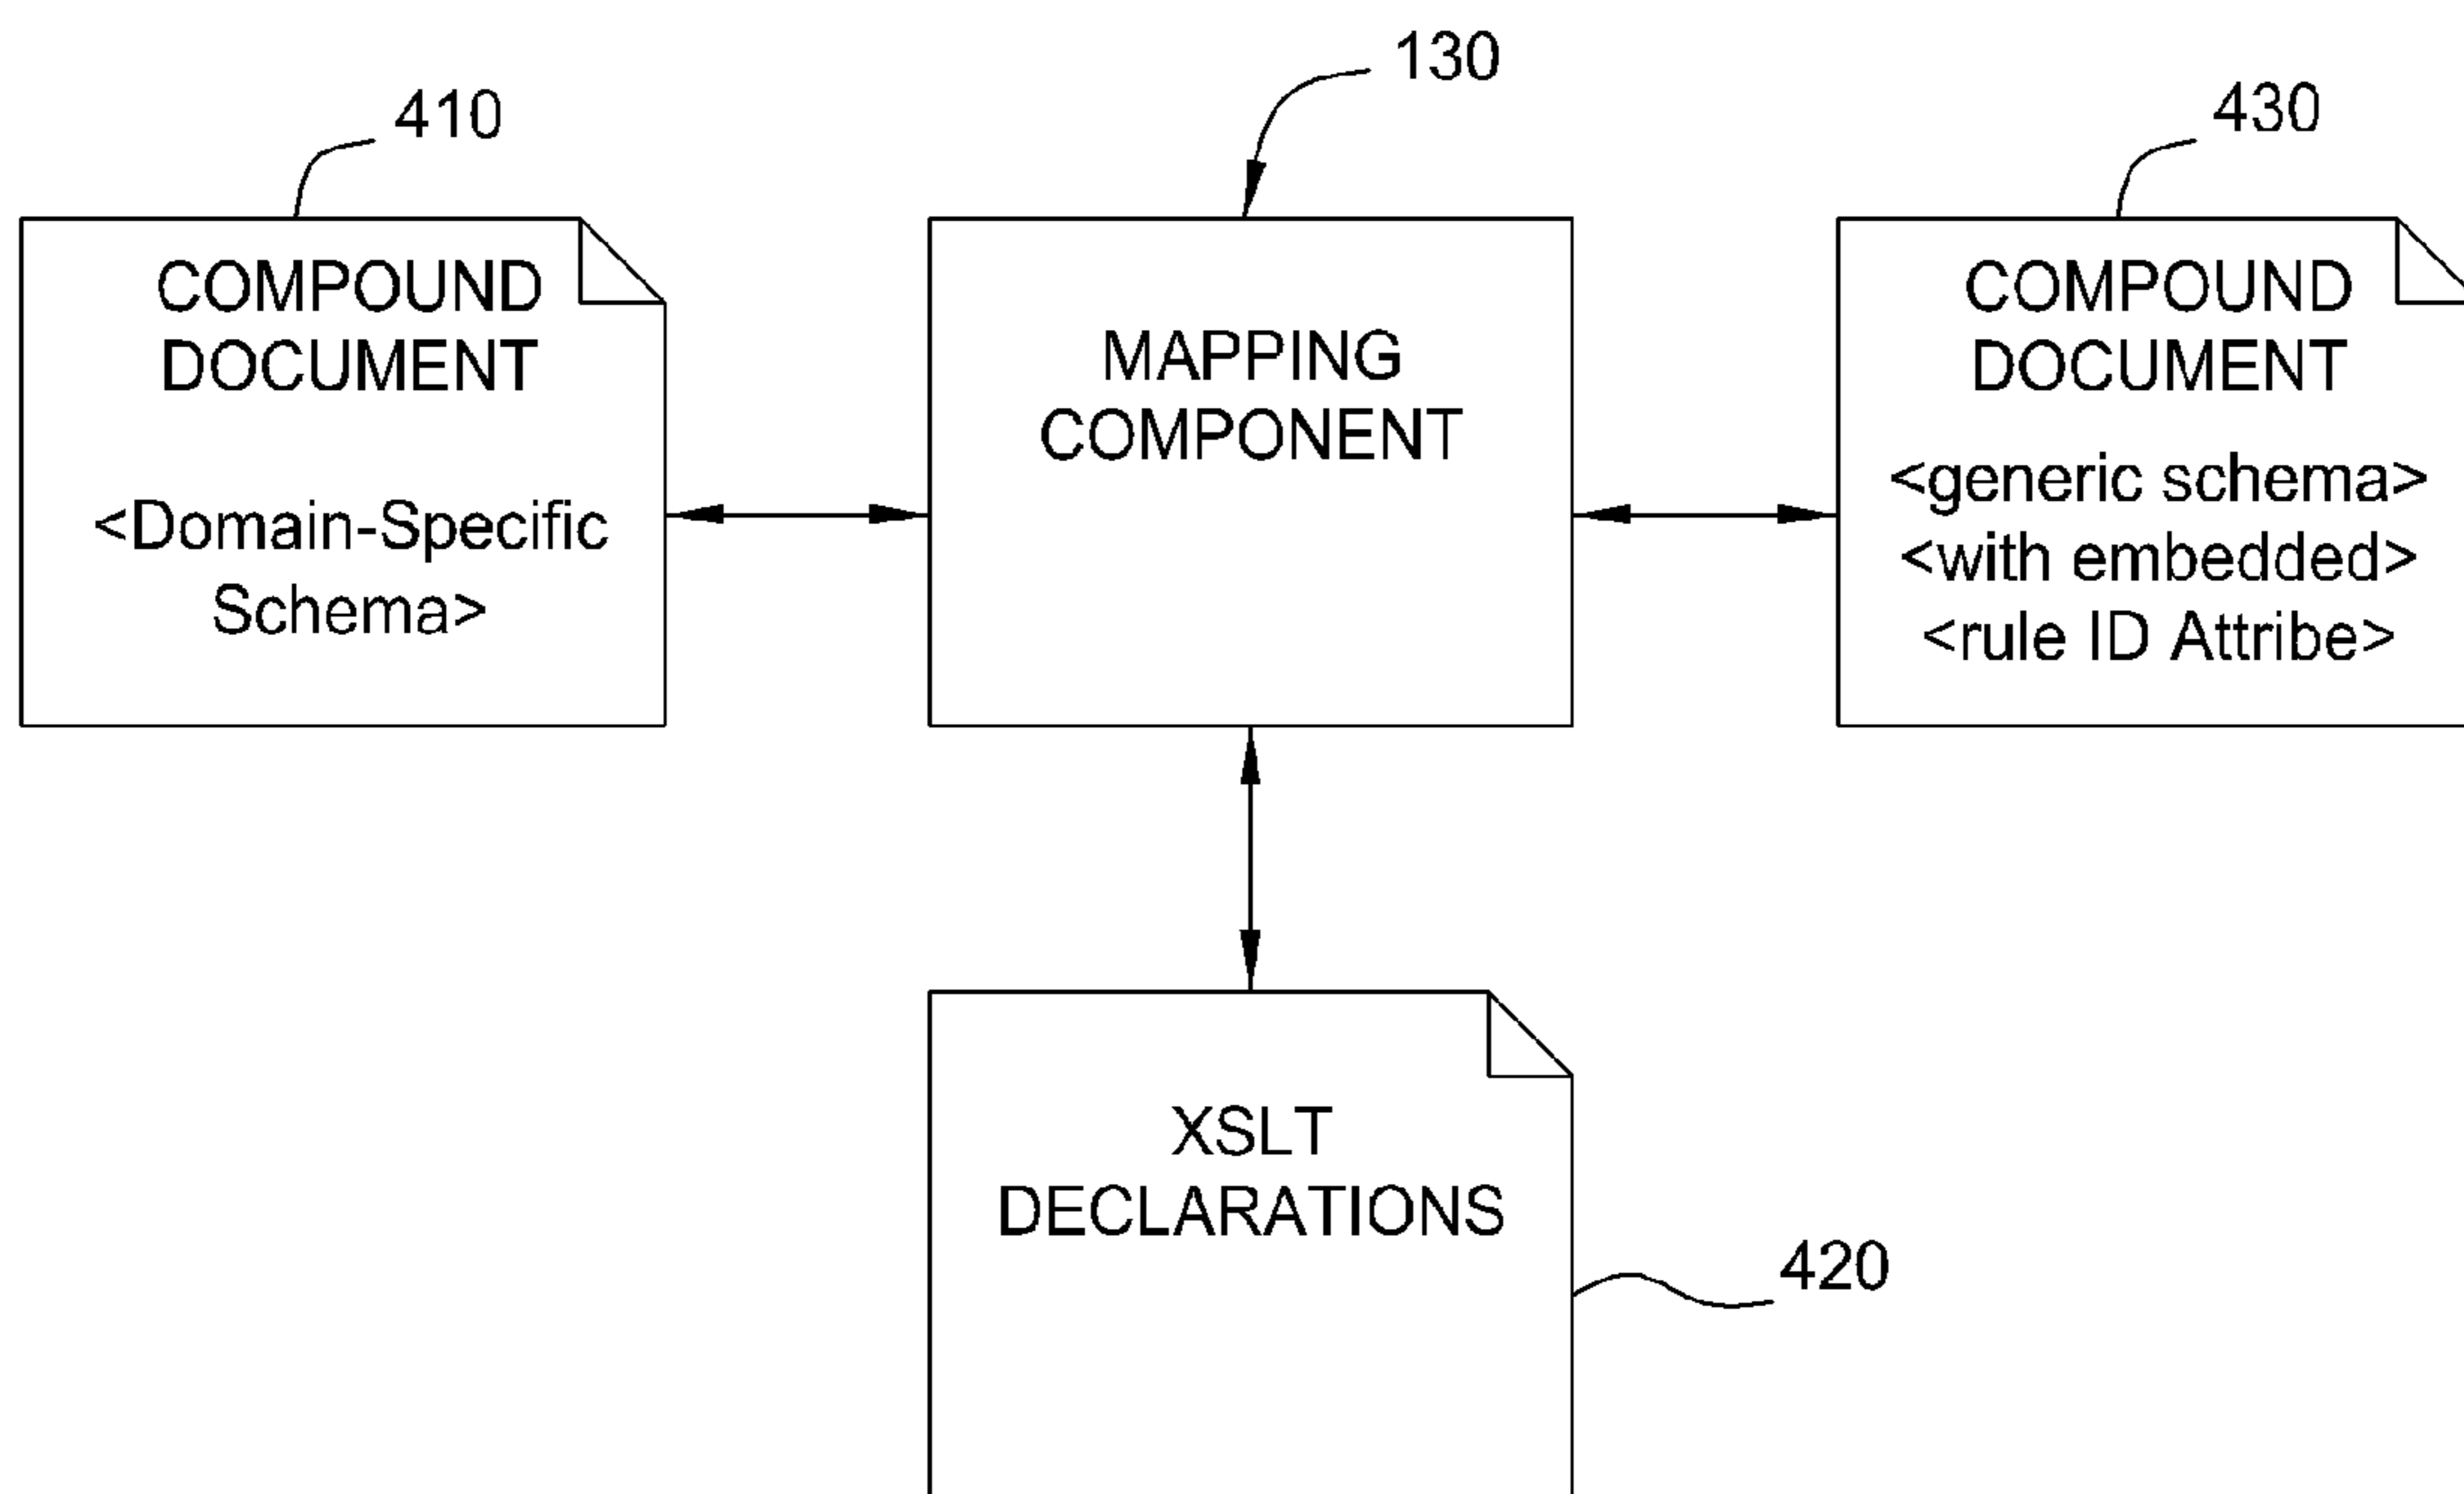 130
410
430
COMPOUND
DOCUMENT
<Domain-Specific
Schema>
MAPPING
COMPONENT
COMPOUND
DOCUMENT
<generic schema>
<with embedded>
<rule ID Attribe>
XSLT
DECLARATIONS
420